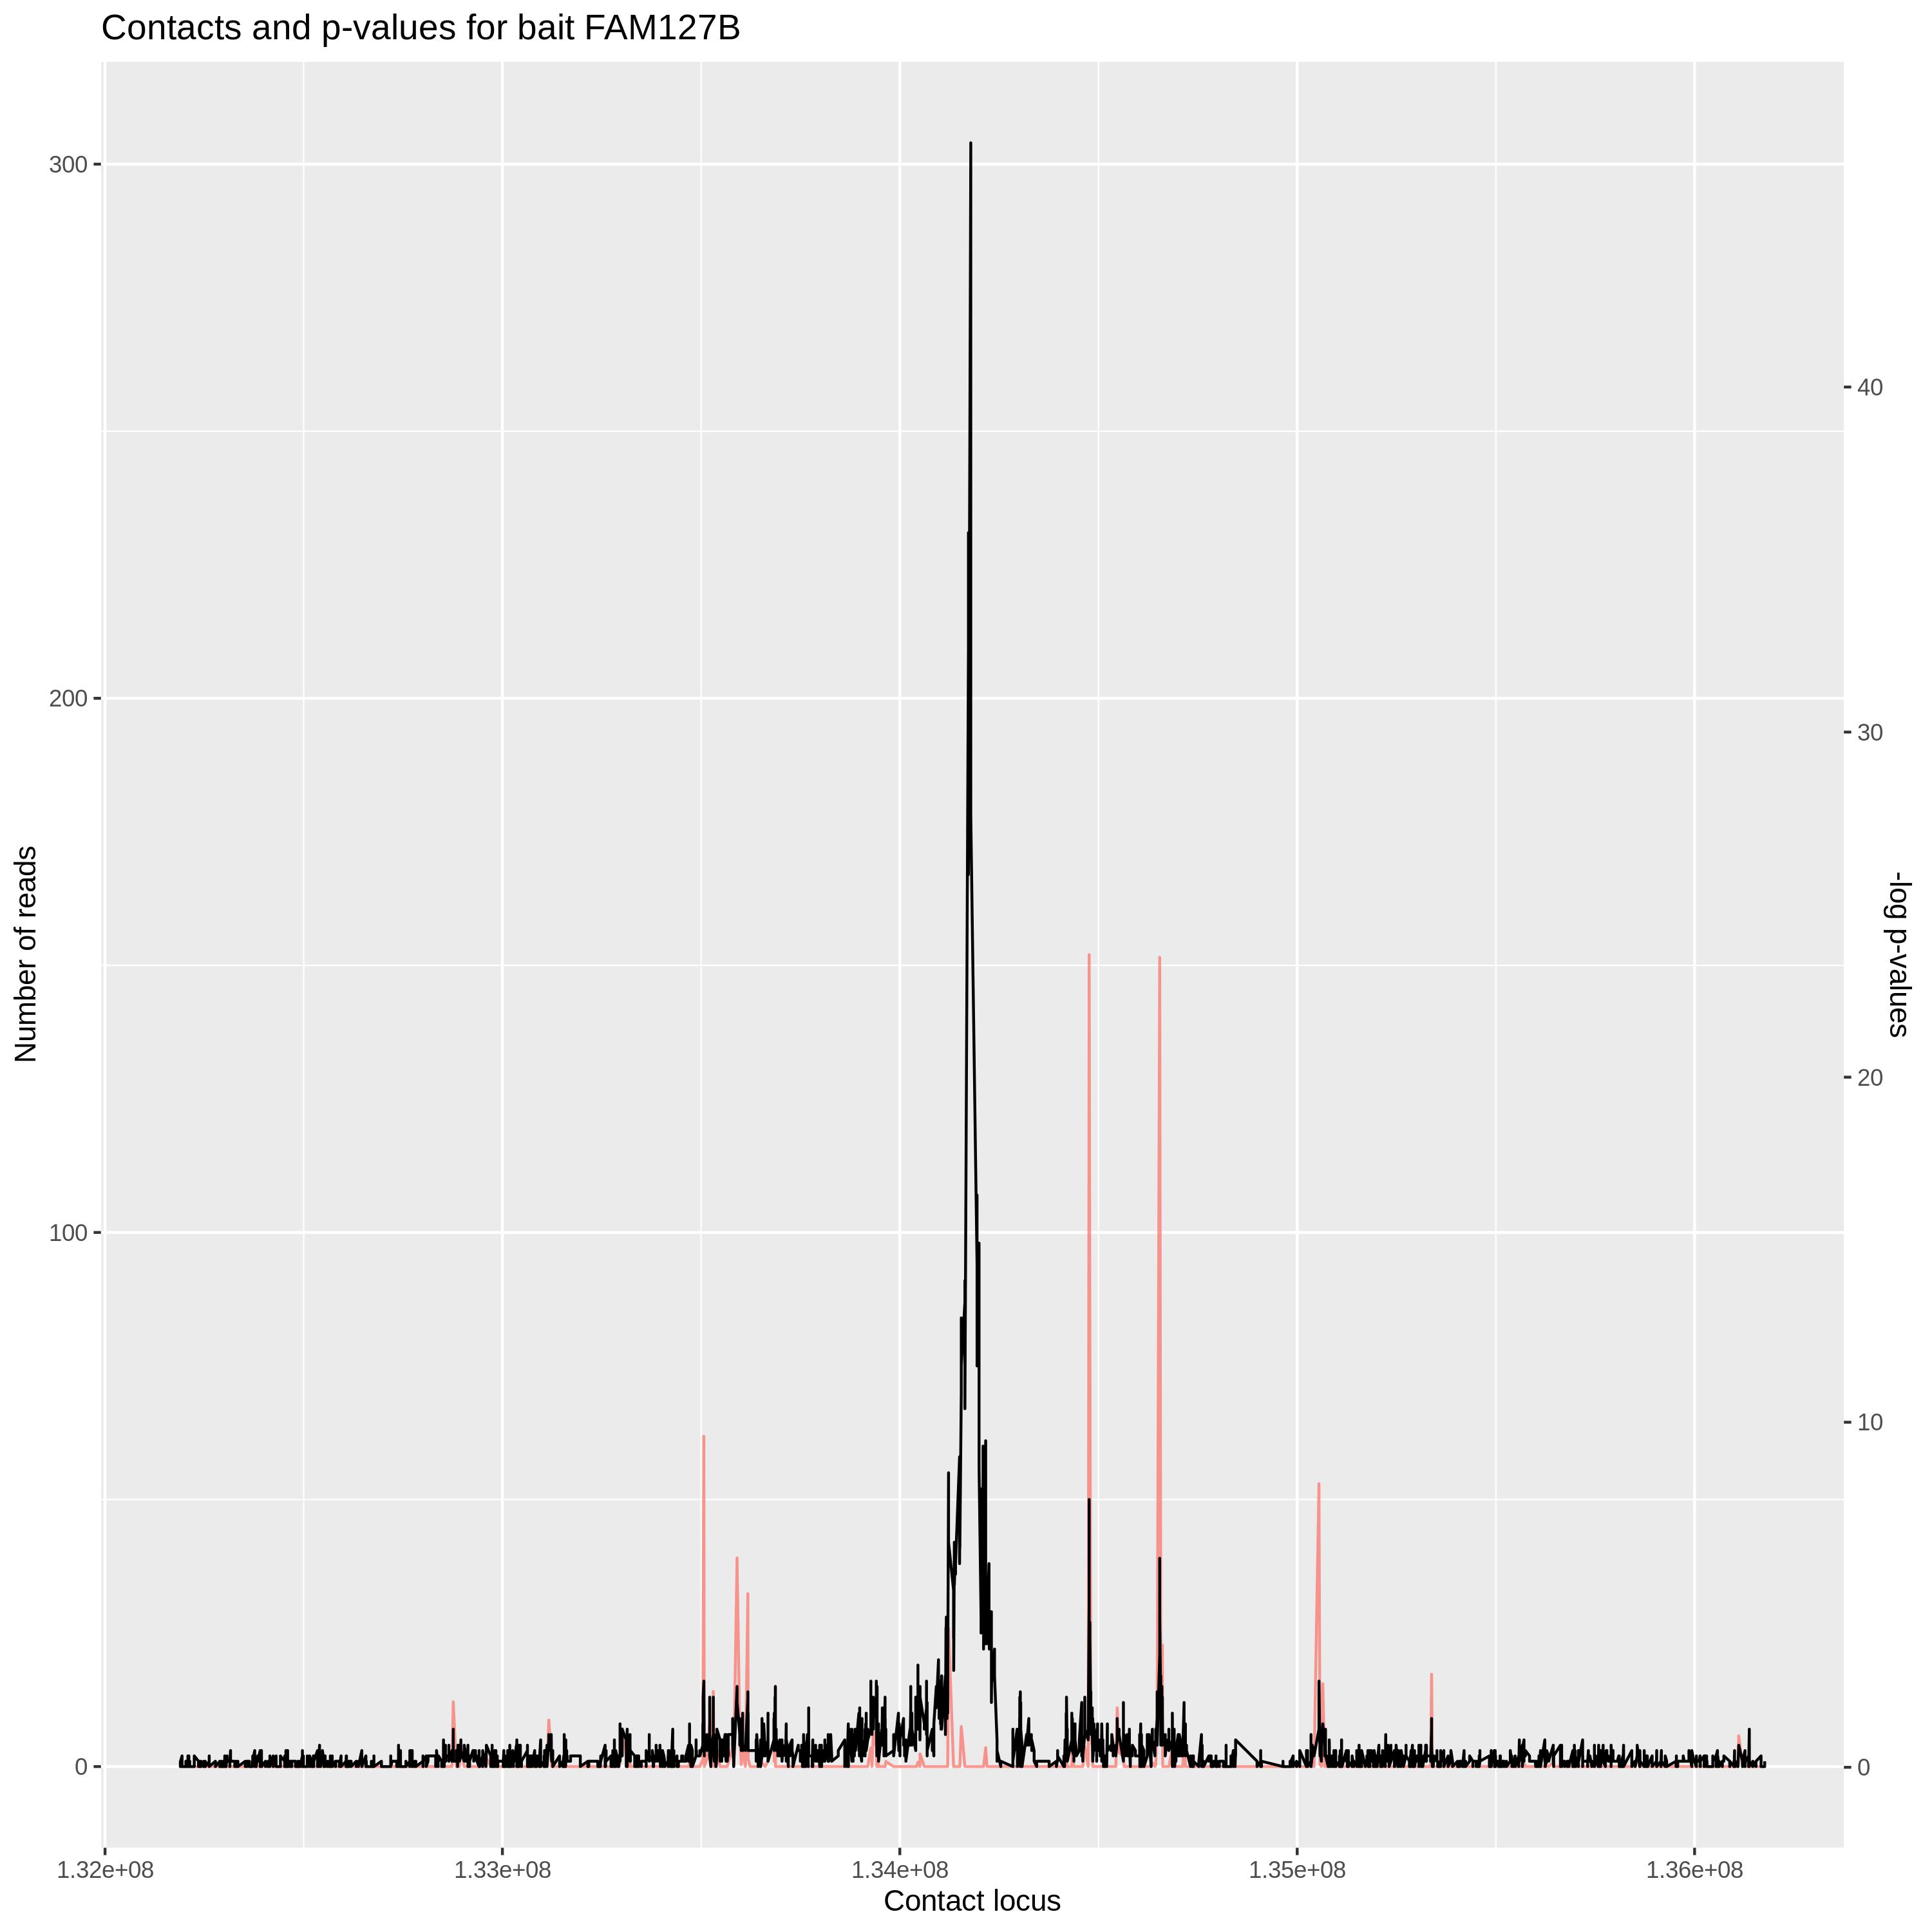 Contacts and p-values for bait FAM127B
300
200
100
0
Number of reads
40
30
20
10
0
-log p-values
1.32e+08
1.33e+08
1.34e+08
1.35e+08
1.36e+08
Contact locus